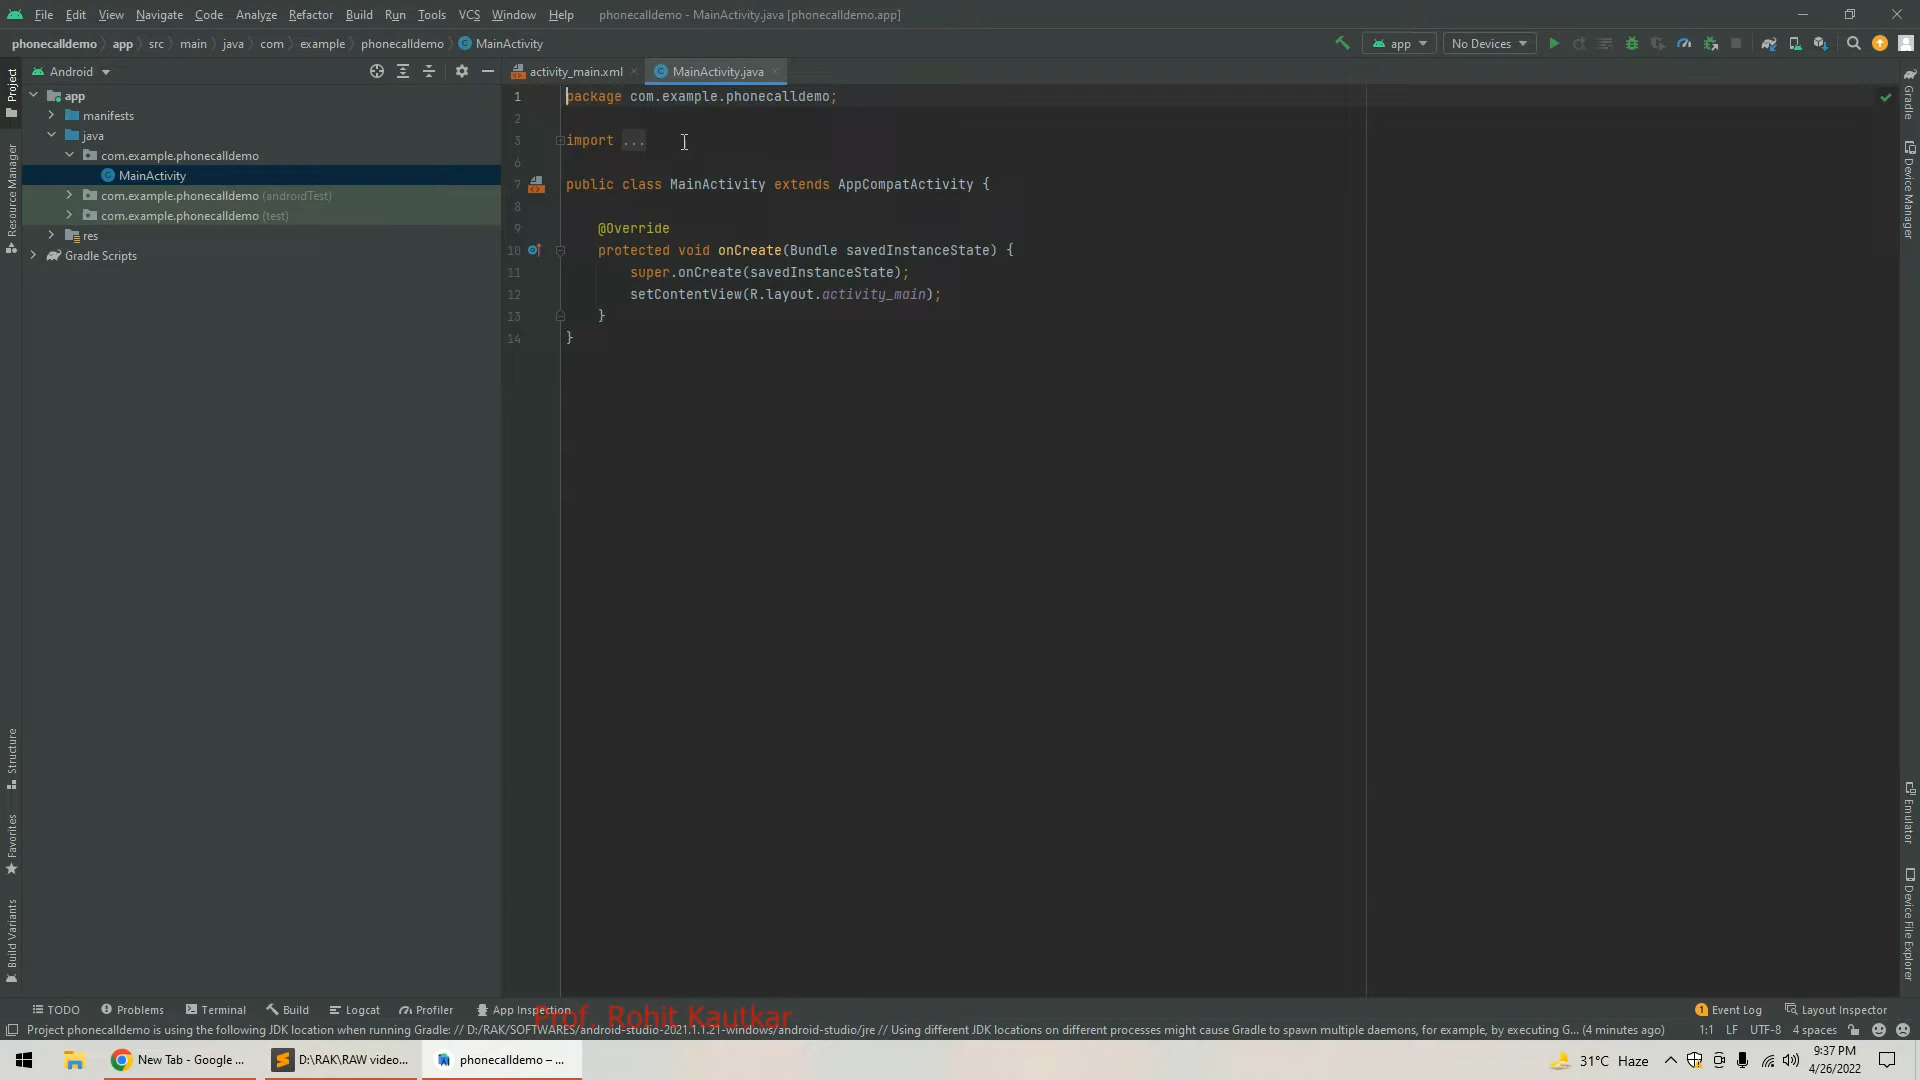 File Edit View Navigate Code Analyze Refactor Build Run Tools VCS Window Help phonecalldemo - MainActivity.java [phonecalldemo.app]
phonecalldemo app src main java com example phonecalldemo MainActivity
app No Devices
Android
activity_main.xml MainActivity.java
app
manifests
java
com.example.phonecalldemo
MainActivity
com.example.phonecalldemo (androidTest)
com.example.phonecalldemo (test)
res
Gradle Scripts
1 package com.example.phonecalldemo;
2
3 import ...
6
7 public class MainActivity extends AppCompatActivity {
8
9 @Override
10 protected void onCreate(Bundle savedInstanceState) {
11 super.onCreate(savedInstanceState);
12 setContentView(R.layout.activity_main);
13 }
14 }
Project
Resource Manager
Structure
Favorites
Build Variants
Gradle
Device Manager
Emulator
Device File Explorer
TODO Problems Terminal Build Logcat Profiler App Inspection
Prof. Rohit Kautkar
1 Event Log Layout Inspector
Project phonecalldemo is using the following JDK location when running Gradle: // D:/RAK/SOFTWARES/android-studio-2021.1.1.21-windows/android-studio/jre // Using different JDK locations on different processes might cause Gradle to spawn multiple daemons, for example, by executing G... (4 minutes ago)
1:1 LF UTF-8 4 spaces
New Tab - Google ...
D:\RAK\RAW video...
phonecalldemo – ...
31°C Haze
9:37 PM
4/26/2022